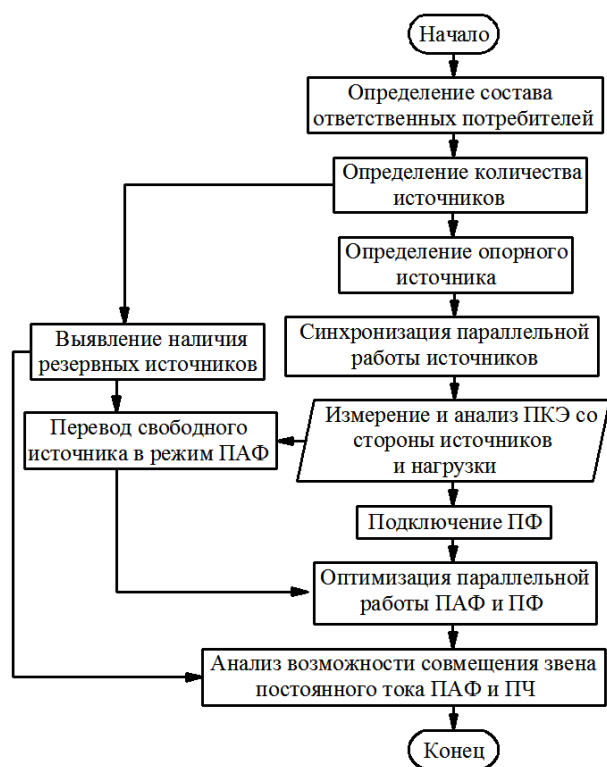 Начало
Определение состава
ответственных потребителей
Определение количества
источников
Определение опорного
источника
Выявление наличия
резервных источников
Синхронизация параллельной
работы источников
Перевод свободного
источника в режим ПАФ
Измерение и анализ ПКЭ со
стороны источников
и нагрузки
Подключение ПФ
Оптимизация параллельной
работы ПАФ и ПФ
Анализ возможности совмещения звена
постоянного тока ПАФ и ПЧ
Конец